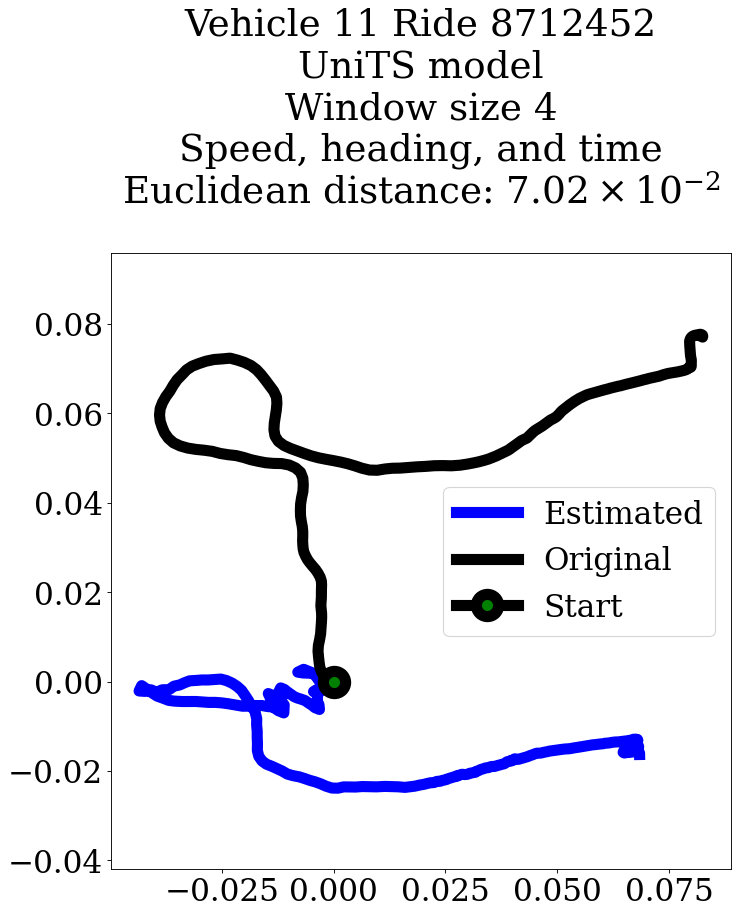 Vehicle 11 Ride 8712452
UniTS model
Window size 4
Speed, heading, and time
Euclidean distance: 7.02 × 10⁻²
0.08
0.06
0.04
0.02
0.00
−0.02
−0.04
Estimated
Original
Start
−0.025 0.000 0.025 0.050 0.075